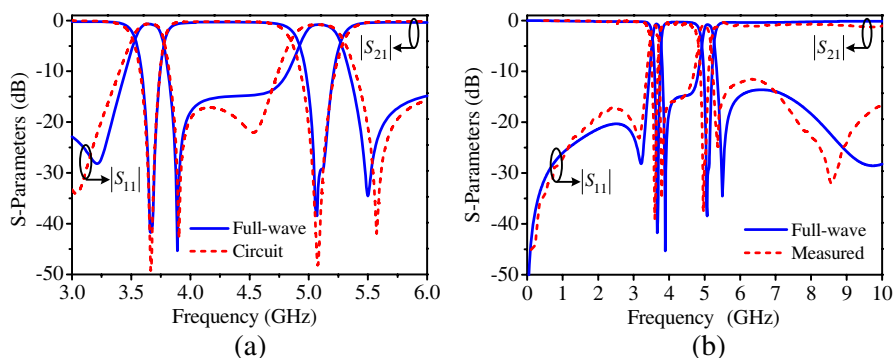 0
-10
-20
-30
-40
-50
S-Parameters (dB)
3.0 3.5 4.0 4.5 5.0 5.5 6.0
Frequency (GHz)
|S21|
|S11|
Full-wave
Circuit
(a)
0
-10
-20
-30
-40
-50
S-Parameters (dB)
0 1 2 3 4 5 6 7 8 9 10
Frequency (GHz)
|S21|
|S11|
Full-wave
Measured
(b)